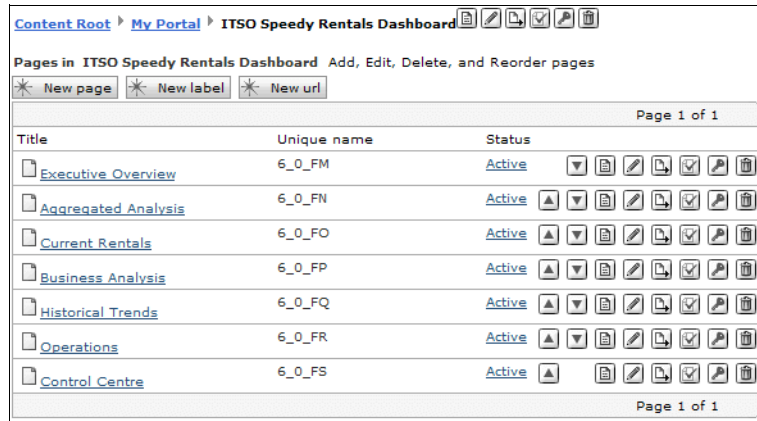 Content Root My Portal ITSO Speedy Rentals Dashboard
Pages in ITSO Speedy Rentals Dashboard Add, Edit, Delete, and Reorder pages
New page New label New url
Page 1 of 1
Title Unique name Status
Executive Overview 6_0_FM Active
Aggregated Analysis 6_0_FN Active
Current Rentals 6_0_FO Active
Business Analysis 6_0_FP Active
Historical Trends 6_0_FQ Active
Operations 6_0_FR Active
Control Centre 6_0_FS Active
Page 1 of 1